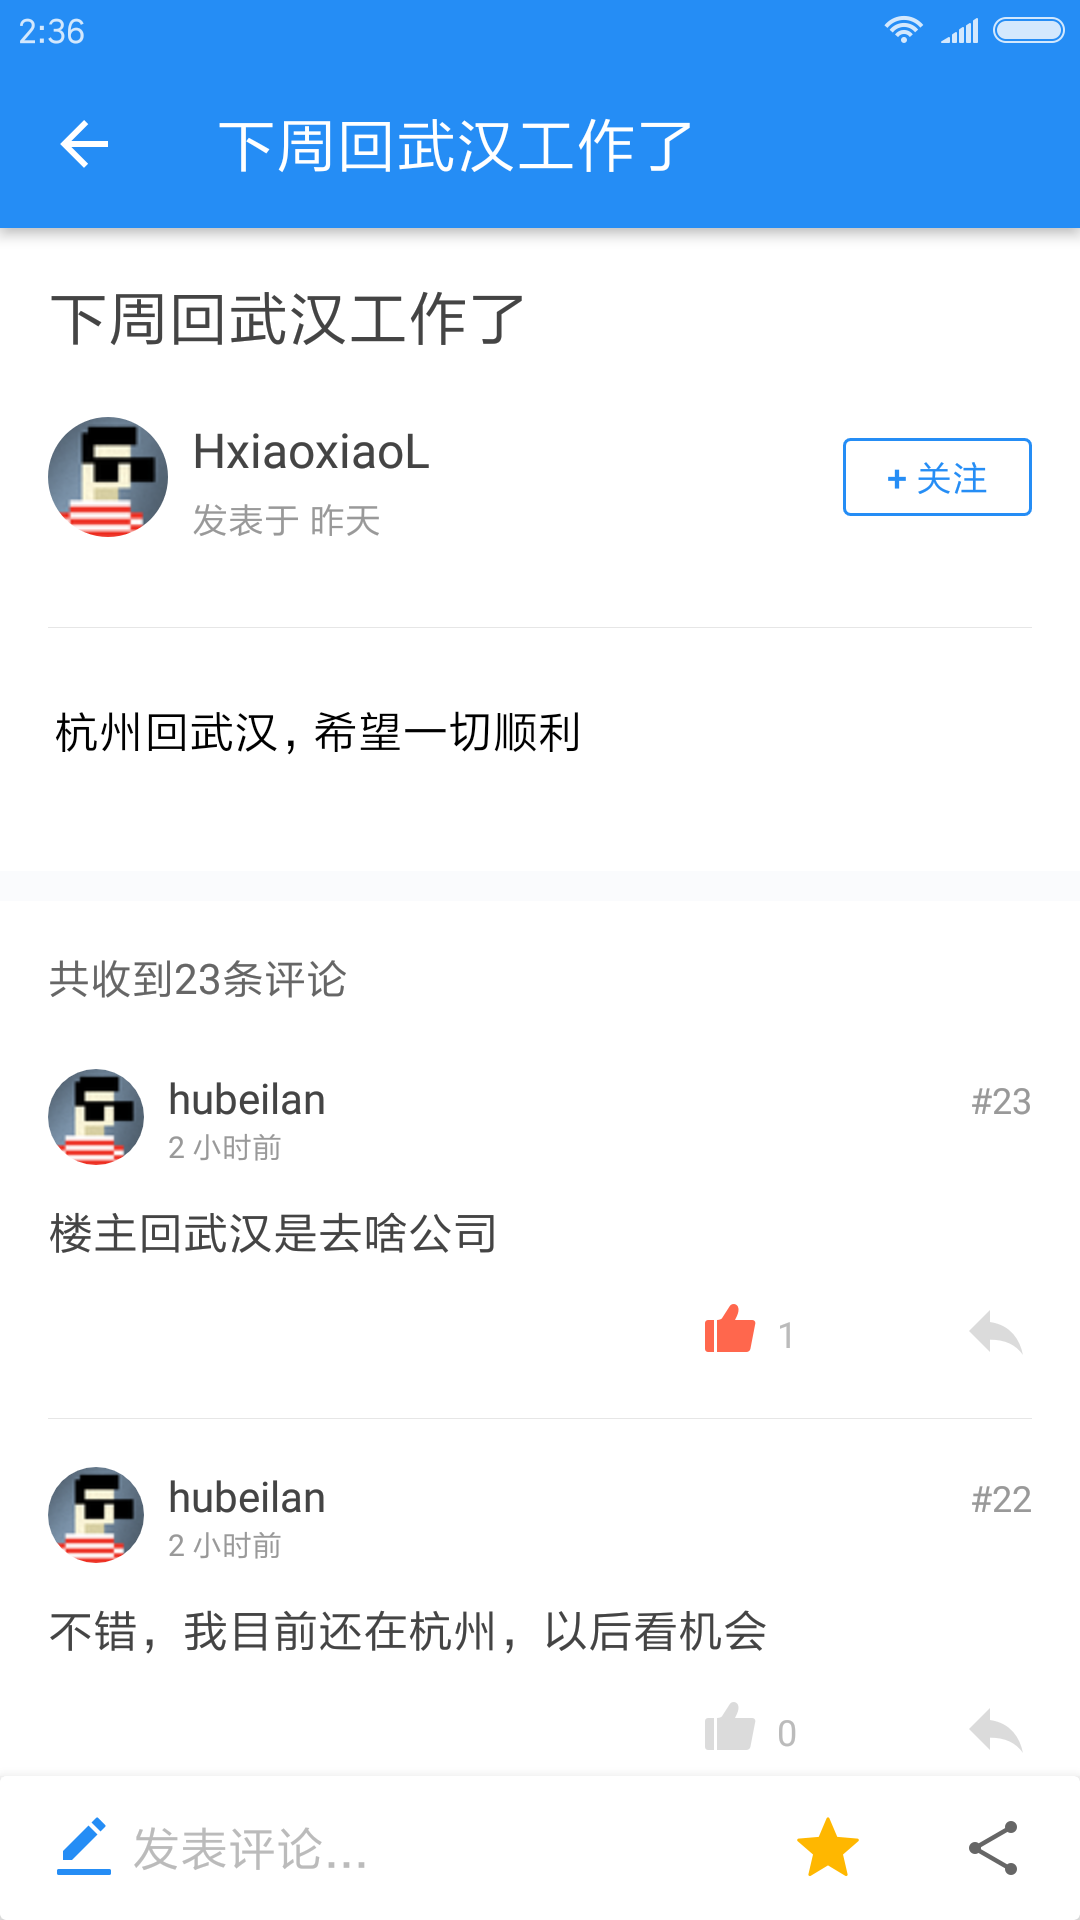 2:36
下周回武汉工作了
下周回武汉工作了
HxiaoxiaoL
发表于 昨天
+ 关注
杭州回武汉，希望一切顺利
共收到23条评论
hubeilan
#23
2 小时前
楼主回武汉是去啥公司
1
hubeilan
#22
2 小时前
不错，我目前还在杭州，以后看机会
0
发表评论...